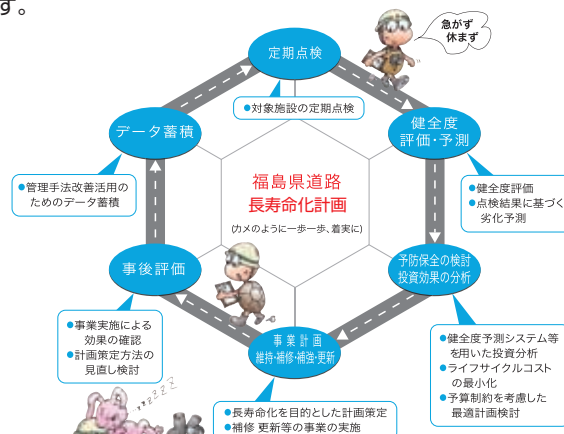 す。
急がず
休まず
定期点検
●対象施設の定期点検
データ蓄積
健全度
評価・予測
●管理手法改善活用の
ためのデータ蓄積
福島県道路
長寿命化計画
(カメのように一歩一歩、着実に)
●健全度評価
●点検結果に基づく
劣化予測
事後評価
予防保全の検討
投資効果の分析
●事業実施による
効果の確認
●計画策定方法の
見直し検討
事業計画
維持・補修・補強・更新
●健全度予測システム等
を用いた投資分析
●ライフサイクルコスト
の最小化
●予算制約を考慮した
最適計画検討
zzzzZZZ
●長寿命化を目的とした計画策定
●補修 更新等の事業の実施